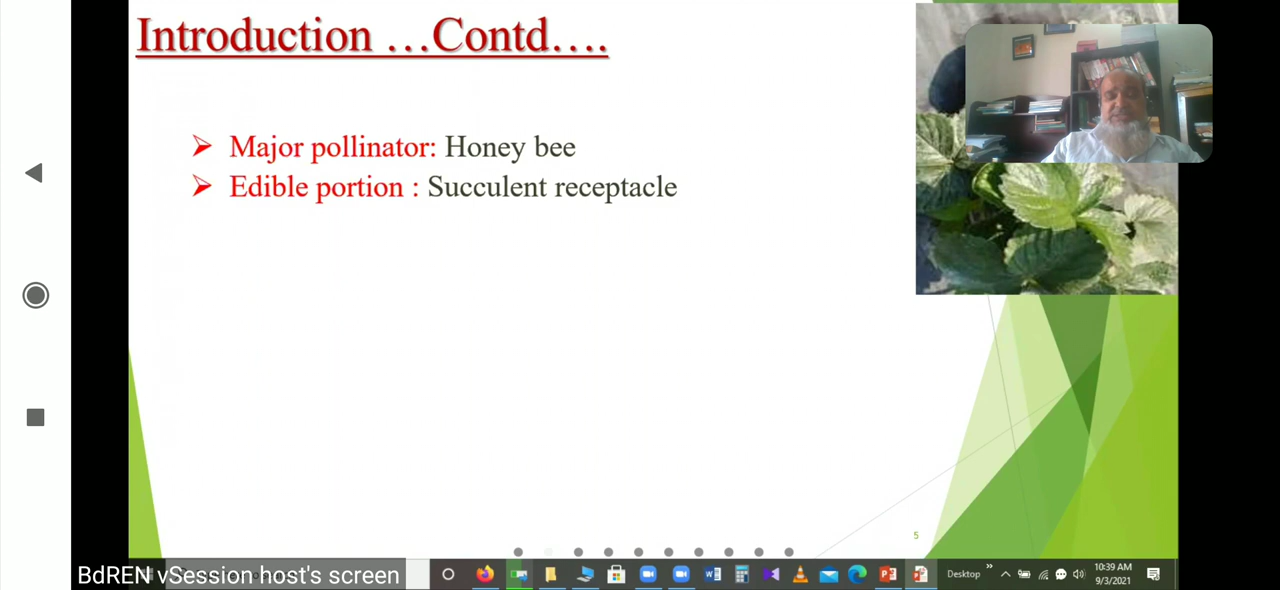 Introduction ...Contd....
➢ Major pollinator: Honey bee
➢ Edible portion : Succulent receptacle
5
BdREN vSession host's screen
Desktop
10:39 AM
9/3/2021